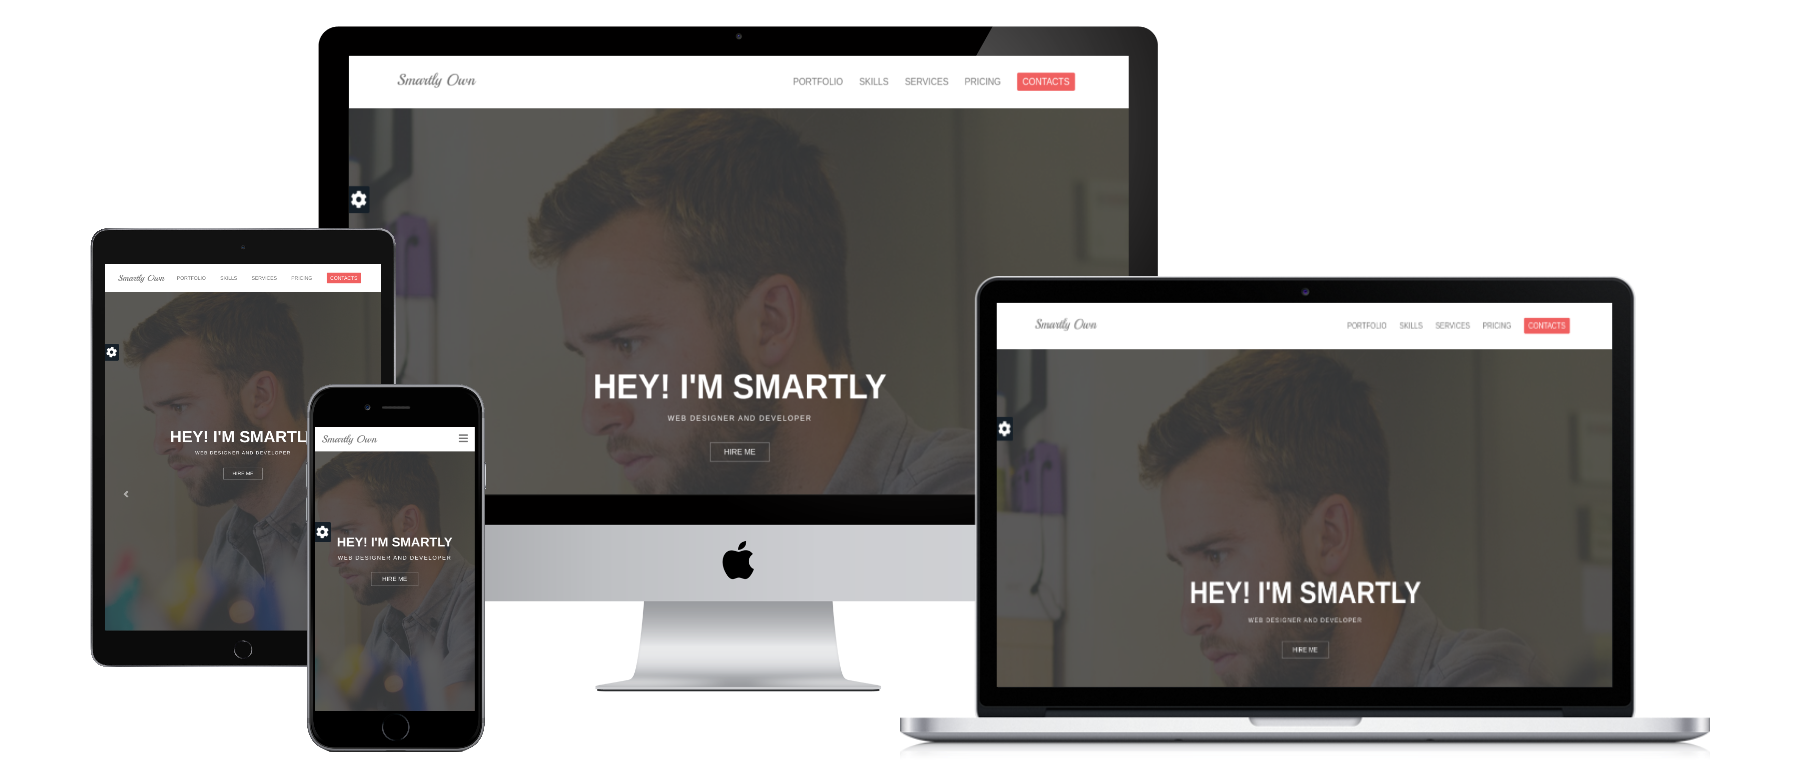 Smartly Own PORTFOLIO SKILLS SERVICES PRICING CONTACTS
HEY! I'M SMARTLY
WEB DESIGNER AND DEVELOPER
HIRE ME
Smartly Own PORTFOLIO SKILLS SERVICES PRICING CONTACTS
HEY! I'M SMARTL
WEB DESIGNER AND DEVELOPER
HIRE ME
Smartly Own
HEY! I'M SMARTLY
WEB DESIGNER AND DEVELOPER
HIRE ME
Smartly Own PORTFOLIO SKILLS SERVICES PRICING CONTACTS
HEY! I'M SMARTLY
WEB DESIGNER AND DEVELOPER
HIRE ME